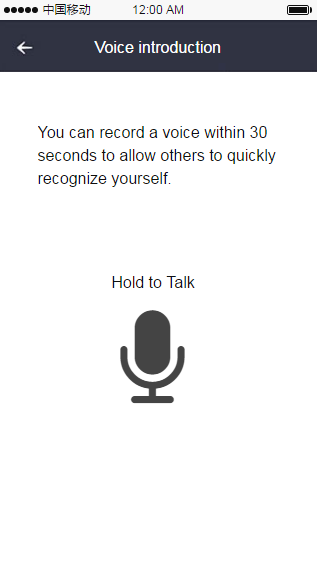 中国移动 12:00 AM
Voice introduction
You can record a voice within 30
seconds to allow others to quickly
recognize yourself.
Hold to Talk